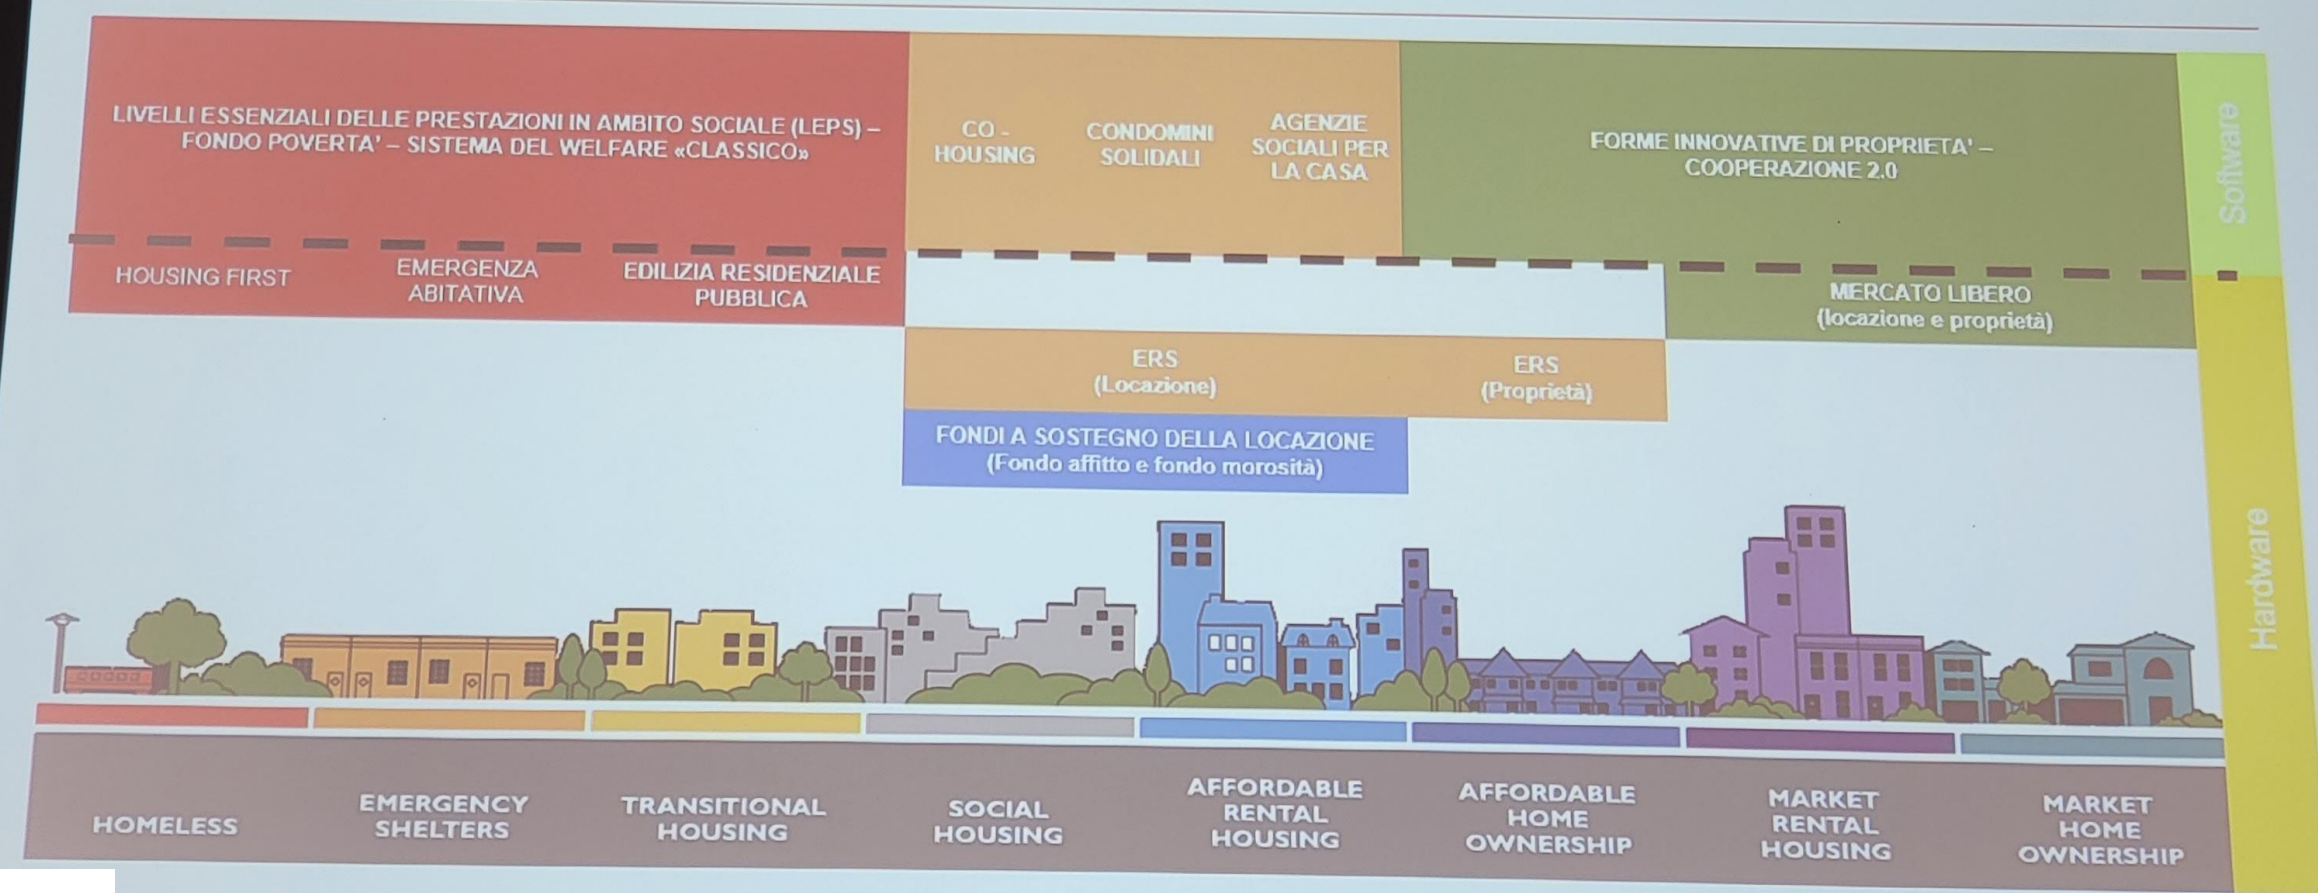 LIVELLI ESSENZIALI DELLE PRESTAZIONI IN AMBITO SOCIALE (LEPS) –
FONDO POVERTA' – SISTEMA DEL WELFARE «CLASSICO»
CO -
HOUSING
CONDOMINI
SOLIDALI
AGENZIE
SOCIALI PER
LA CASA
FORME INNOVATIVE DI PROPRIETA' –
COOPERAZIONE 2.0
Software
HOUSING FIRST
EMERGENZA
ABITATIVA
EDILIZIA RESIDENZIALE
PUBBLICA
MERCATO LIBERO
(locazione e proprietà)
ERS
(Locazione)
ERS
(Proprietà)
FONDI A SOSTEGNO DELLA LOCAZIONE
(Fondo affitto e fondo morosità)
Hardware
HOMELESS
EMERGENCY
SHELTERS
TRANSITIONAL
HOUSING
SOCIAL
HOUSING
AFFORDABLE
RENTAL
HOUSING
AFFORDABLE
HOME
OWNERSHIP
MARKET
RENTAL
HOUSING
MARKET
HOME
OWNERSHIP